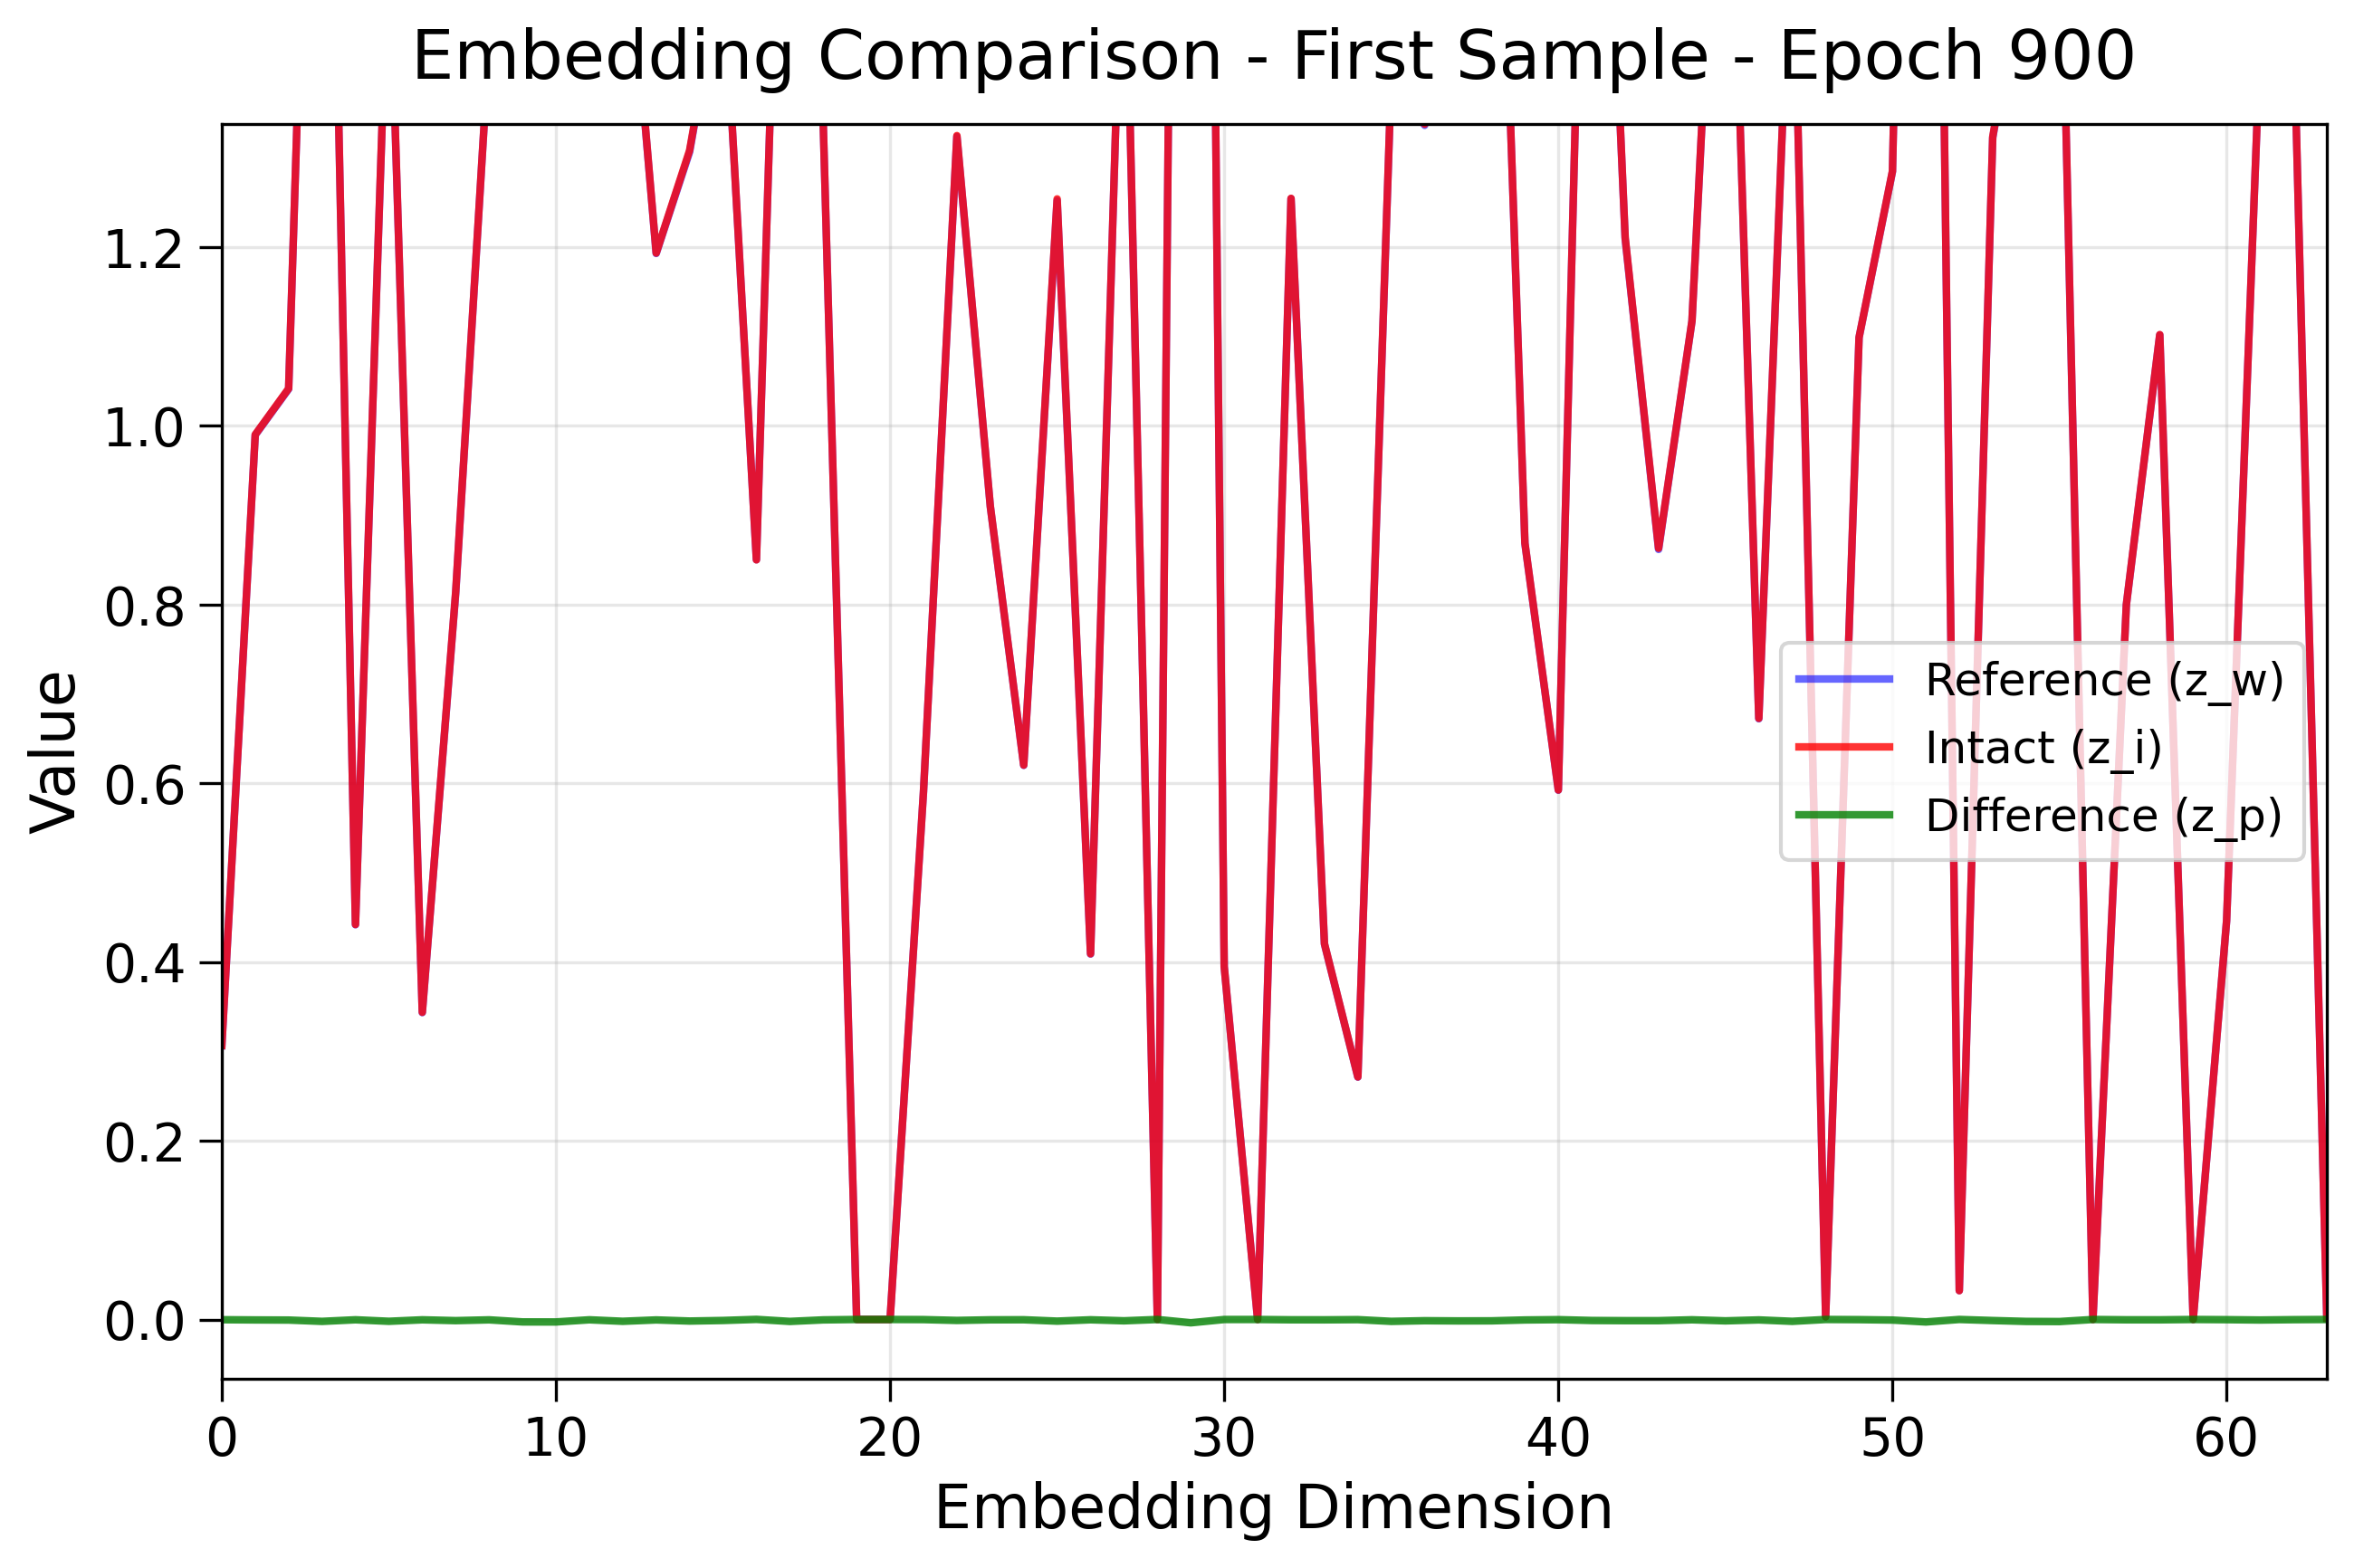 Embedding Comparison - First Sample - Epoch 900
Value
1.2
1.0
0.8
0.6
0.4
0.2
0.0
Reference (z_w)
Intact (z_i)
Difference (z_p)
0 10 20 30 40 50 60
Embedding Dimension